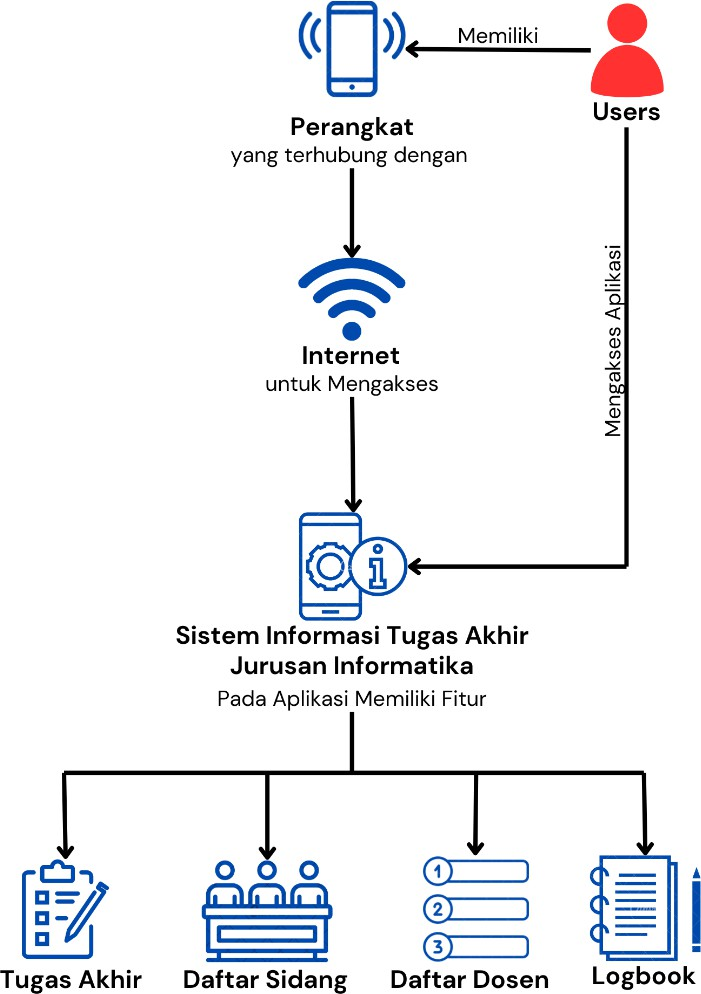 Memiliki
Users
Perangkat
yang terhubung dengan
Mengakses Aplikasi
Internet
untuk Mengakses
i
Sistem Informasi Tugas Akhir
Jurusan Informatika
Pada Aplikasi Memiliki Fitur
1
2
3
Tugas Akhir
Daftar Sidang
Daftar Dosen
Logbook